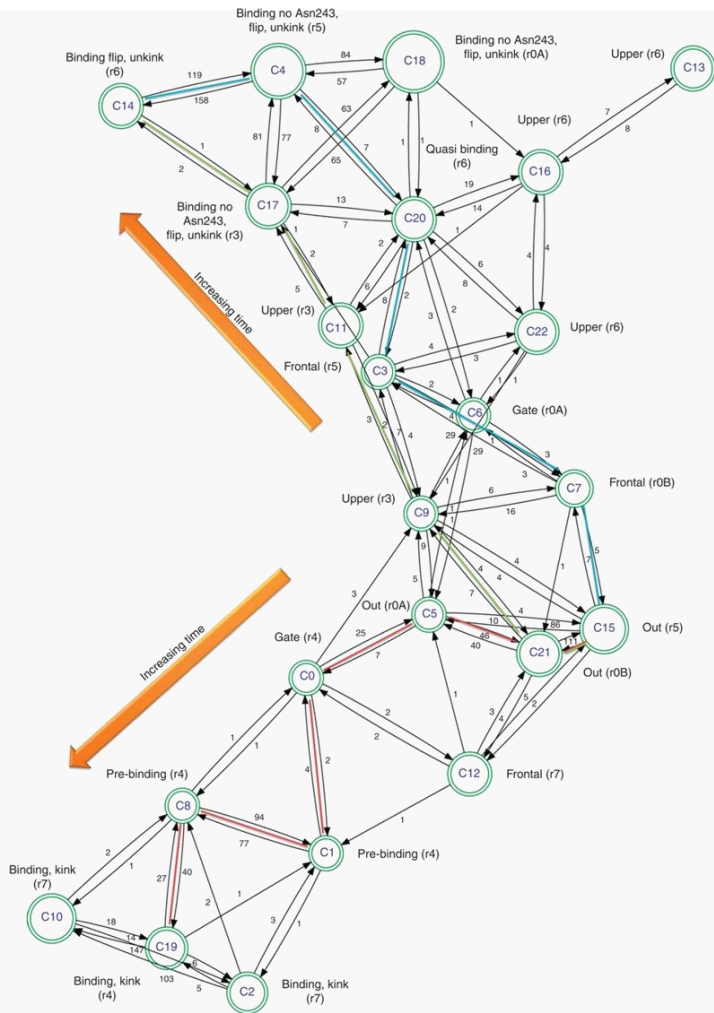 Binding no Asn243,
flip, unkink (r5)
Binding flip, unkink
(r6)
119
158
C4
84
57
C18
Binding no Asn243,
flip, unkink (r0A)
Upper (r6)
C13
C14
7
8
63
65
81
77
8
7
1
1
1
Upper (r6)
Quasi binding
(r6)
C16
1
2
C17
13
7
C20
19
14
Binding no
Asn243,
flip, unkink (r3)
1
2
5
2
6
1
4
4
6
8
Increasing time
Upper (r3)
C11
8
2
3
2
C22
Upper (r6)
Frontal (r5)
C3
4
3
2
1
1
C6
Gate (r0A)
3
2
7
4
4
29
29
1
3
3
C7
Frontal (r0B)
Upper (r3)
C9
1
1
1
6
16
9
5
4
4
4
7
1
5
7
3
Increasing time
Out (r0A)
C5
4
10
86
46
40
111
C15
Out (r5)
C21
Out (r0B)
Gate (r4)
25
7
C0
2
2
1
3
4
5
2
C12
Frontal (r7)
1
1
4
2
Pre-binding (r4)
C8
94
77
1
C1
Pre-binding (r4)
Binding, kink
(r7)
2
1
27
40
1
2
3
1
C10
18
14
147
C19
6
5
103
Binding, kink
(r4)
C2
Binding, kink
(r7)